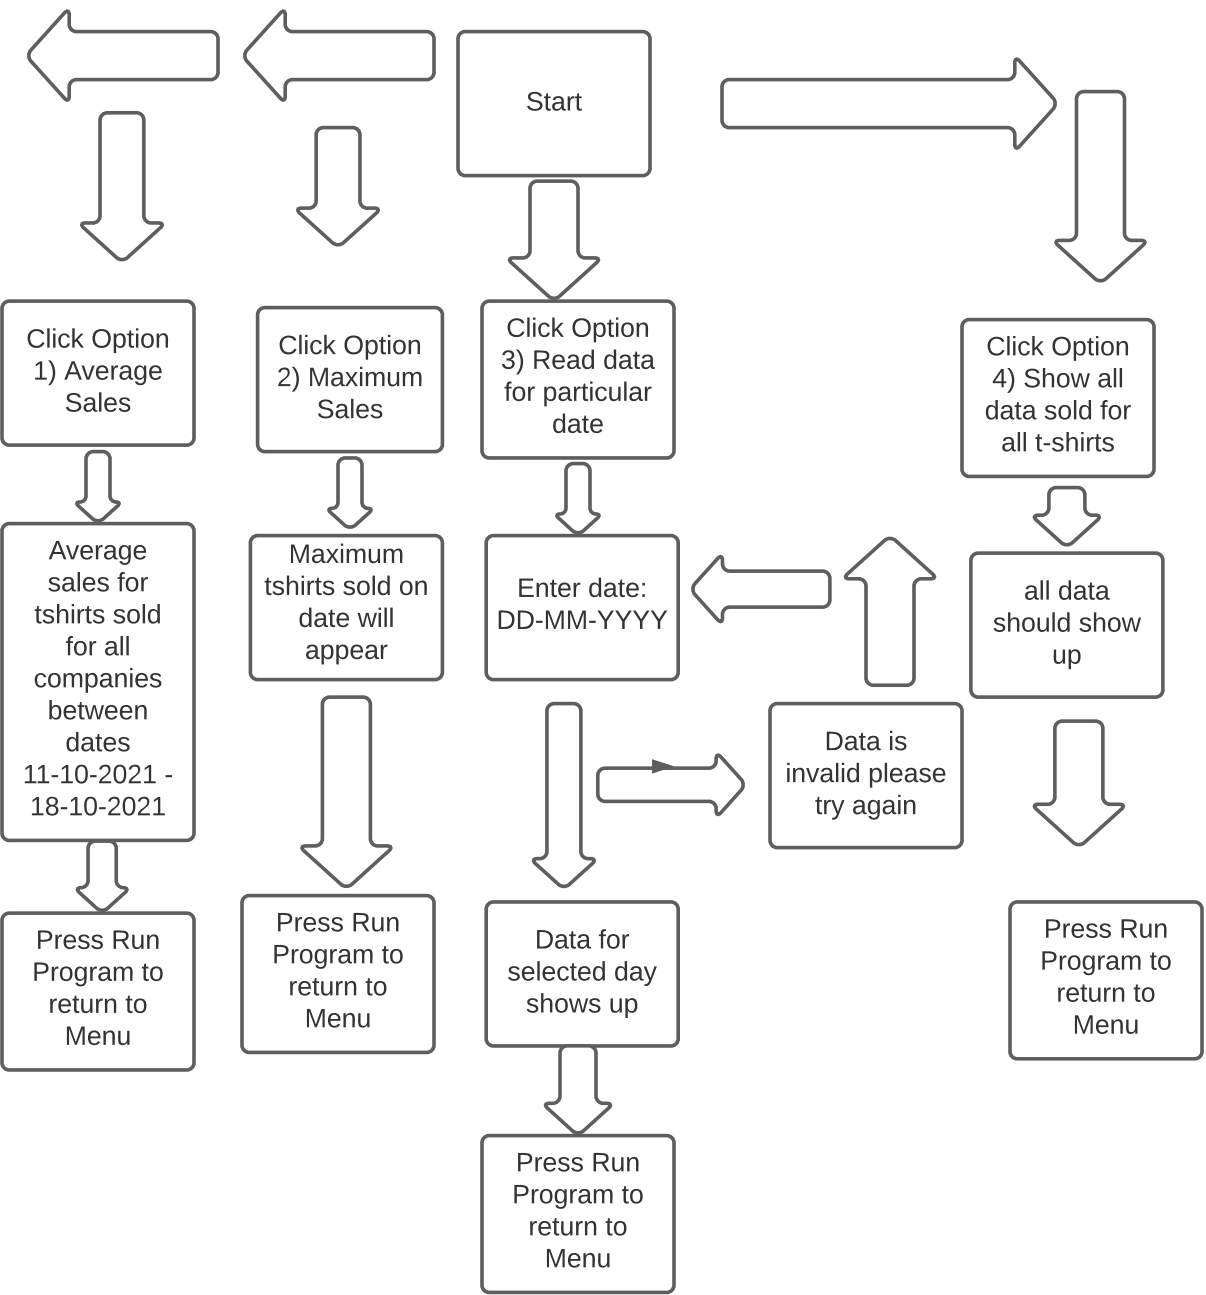 Start
Click Option
1) Average
Sales
Click Option
2) Maximum
Sales
Click Option
3) Read data
for particular
date
Click Option
4) Show all
data sold for
all t-shirts
Average
sales for
tshirts sold
for all
companies
between
dates
11-10-2021 -
18-10-2021
Maximum
tshirts sold on
date will
appear
Enter date:
DD-MM-YYYY
all data
should show
up
Data is
invalid please
try again
Press Run
Program to
return to
Menu
Press Run
Program to
return to
Menu
Data for
selected day
shows up
Press Run
Program to
return to
Menu
Press Run
Program to
return to
Menu